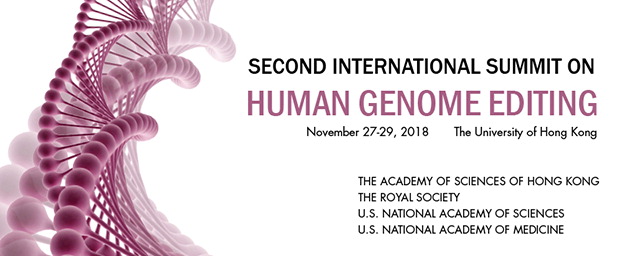 SECOND INTERNATIONAL SUMMIT ON
HUMAN GENOME EDITING
November 27-29, 2018 The University of Hong Kong
THE ACADEMY OF SCIENCES OF HONG KONG
THE ROYAL SOCIETY
U.S. NATIONAL ACADEMY OF SCIENCES
U.S. NATIONAL ACADEMY OF MEDICINE